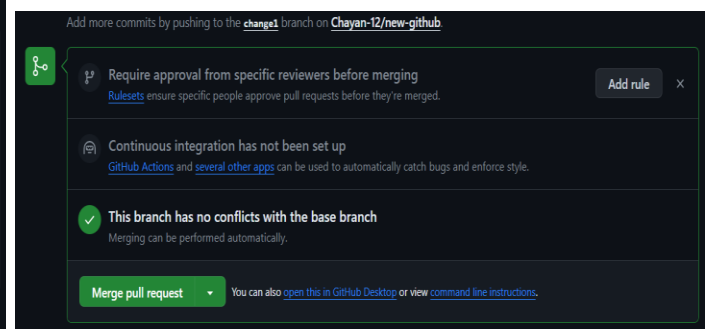 Add more commits by pushing to the change1 branch on Chayan-12/new-github.
Require approval from specific reviewers before merging
Rulesets ensure specific people approve pull requests before they're merged.
Add rule
Continuous integration has not been set up
GitHub Actions and several other apps can be used to automatically catch bugs and enforce style.
This branch has no conflicts with the base branch
Merging can be performed automatically.
Merge pull request
You can also open this in GitHub Desktop or view command line instructions.